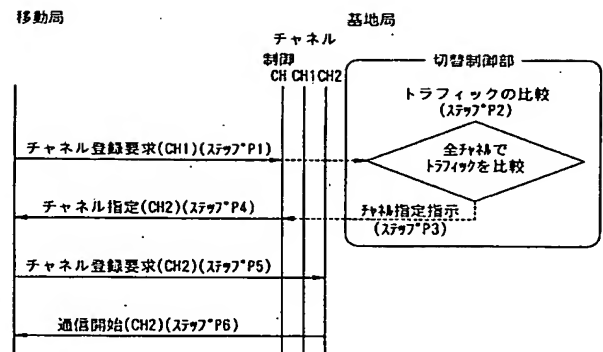 移動局
基地局
チャネル
制御
CH CH1 CH2
切替制御部
トラフィックの比較
(ステップP2)
全チャネルで
トラフィックを比較
チャネル登録要求(CH1)(ステップP1)
チャネル指定(CH2)(ステップP4)
チャネル指定指示
(ステップP3)
チャネル登録要求(CH2)(ステップP5)
通信開始(CH2)(ステップP6)